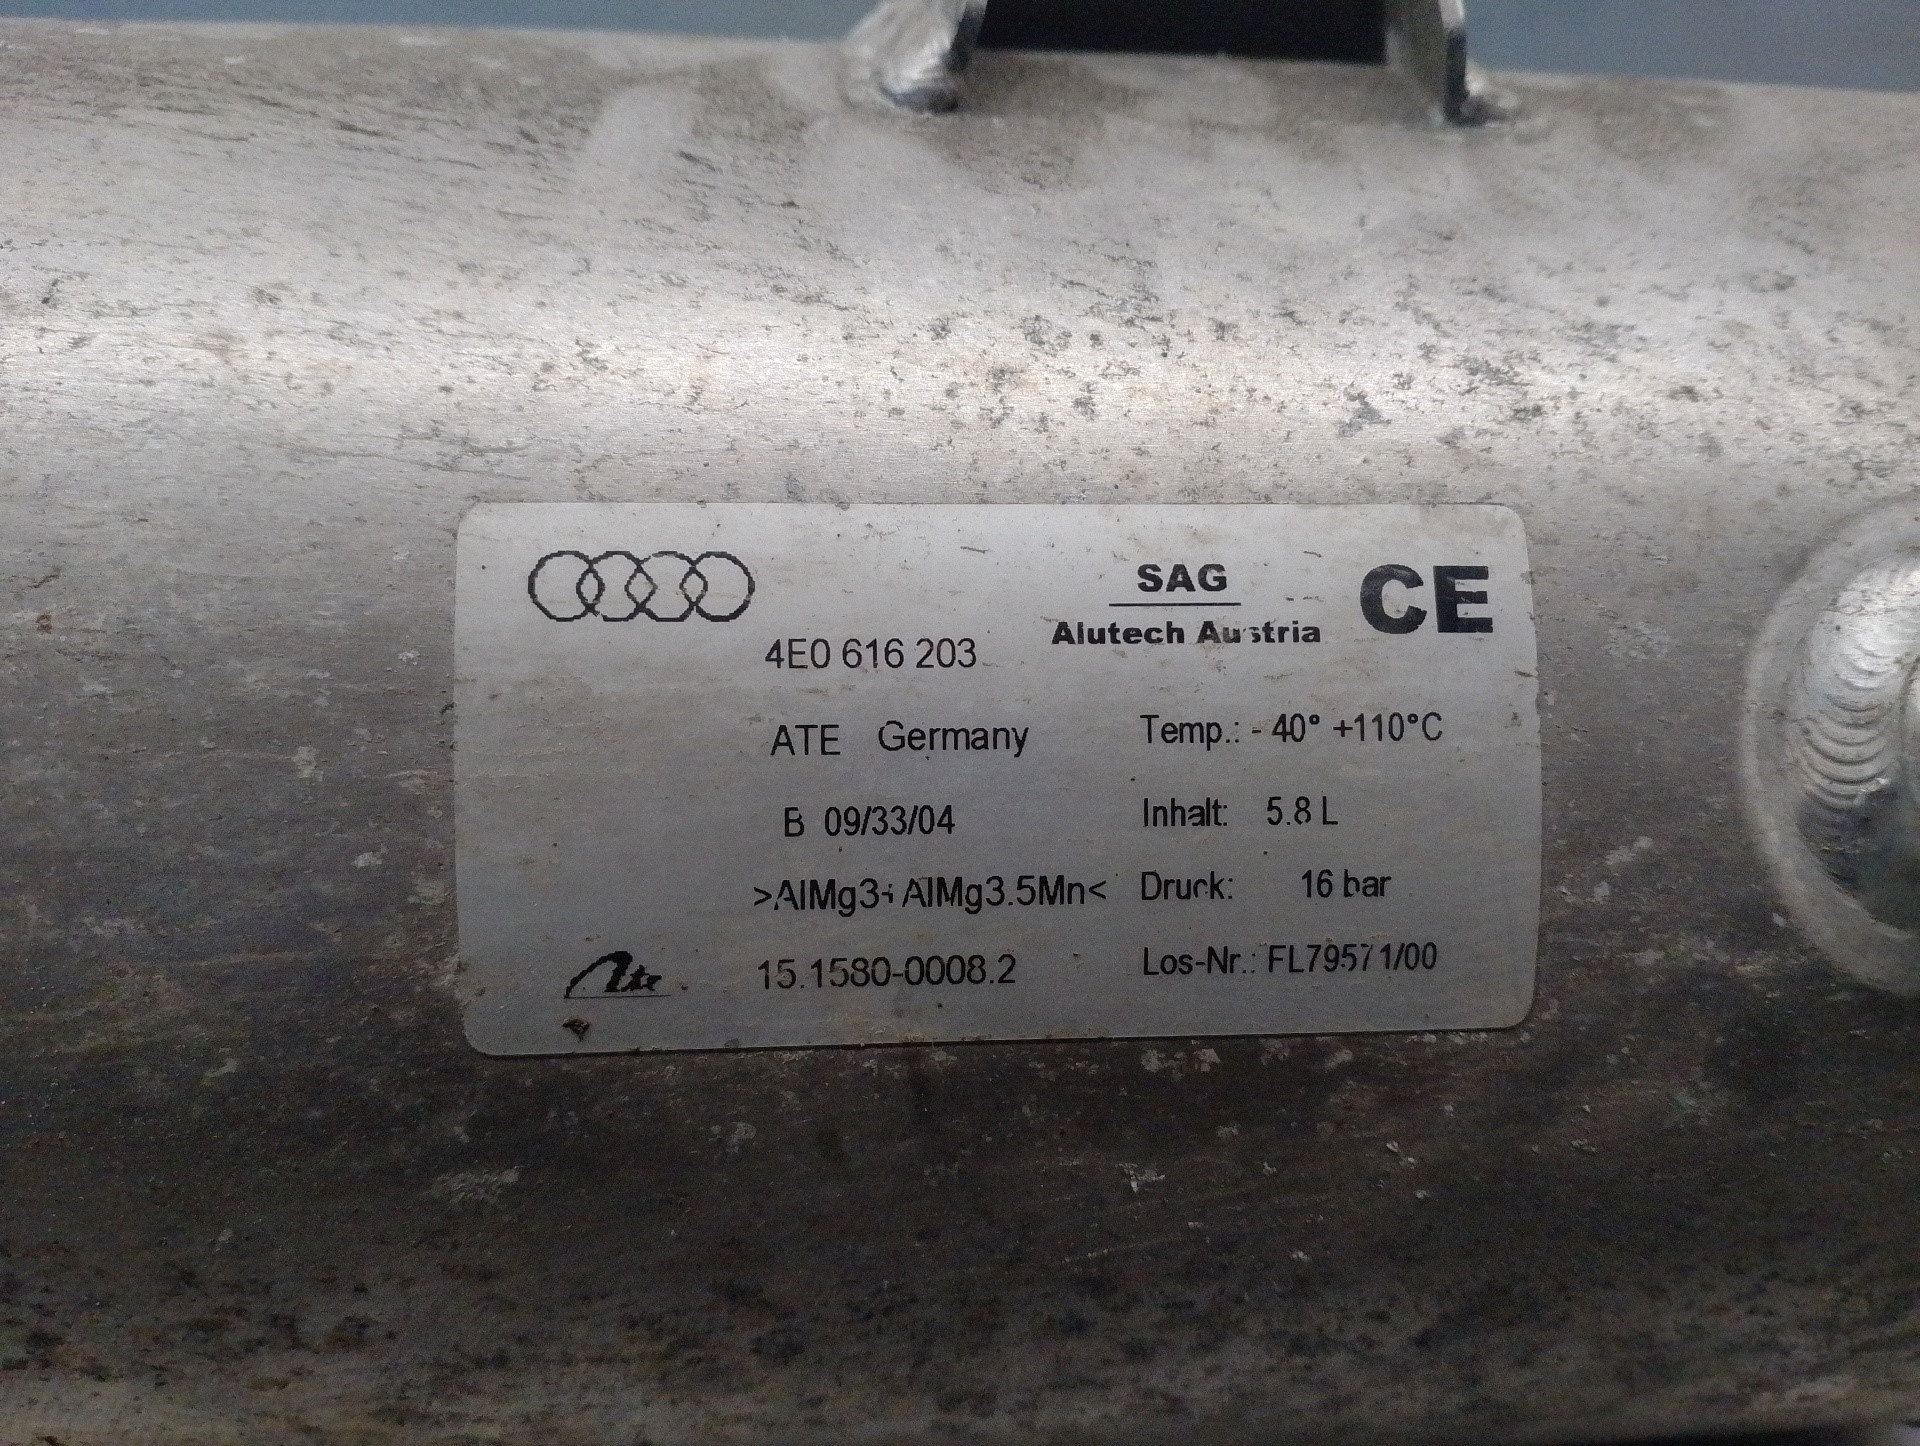 SAG
CE
Alutech Austria
4E0 616 203
ATE Germany
Temp.: - 40° +110°C
B 09/33/04
Inhalt: 5.8 L
>AlMg3+ AlMg3.5Mn<
Druck: 16 bar
Ate
15.1580-0008.2
Los-Nr.: FL79571/00